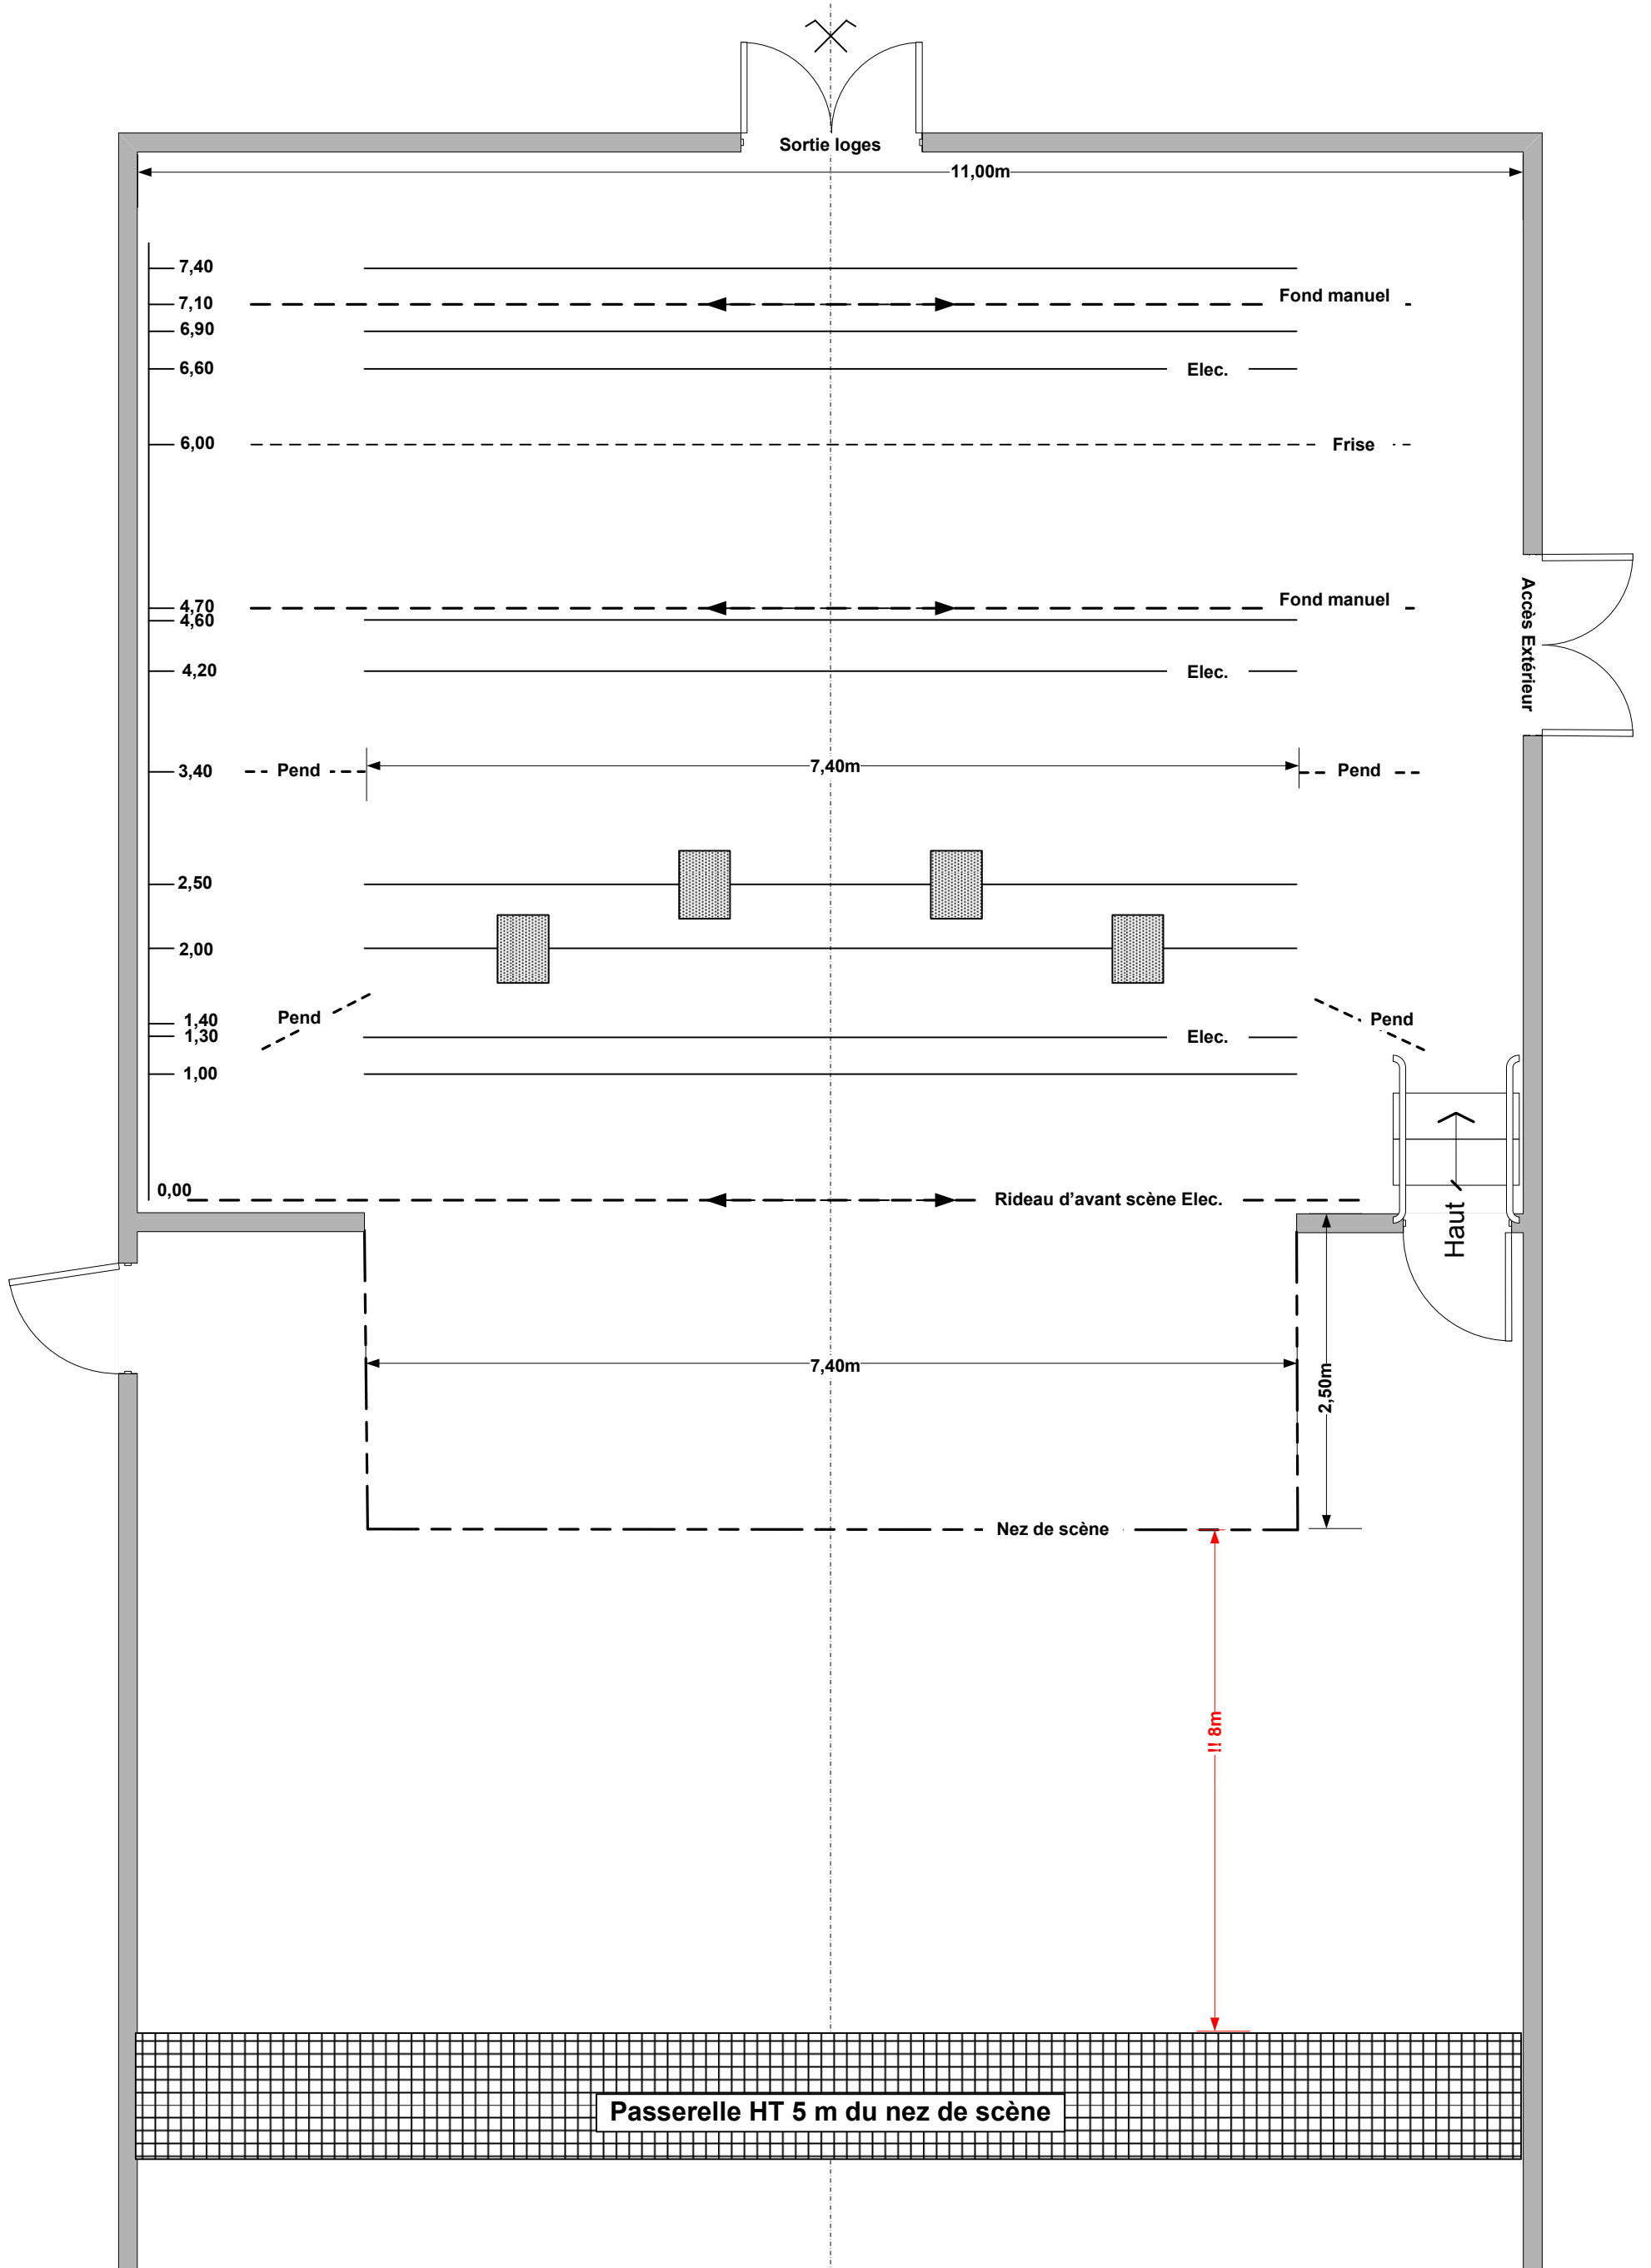 Sortie loges
11,00m
7,40
7,10 Fond manuel
6,90
6,60 Elec.
6,00 Frise
4,70 Fond manuel
4,60
4,20 Elec.
Accès Extérieur
3,40 Pend 7,40m Pend
2,50
2,00
Pend Pend
1,40
1,30 Elec.
1,00
0,00 Rideau d'avant scène Elec.
Haut
7,40m
2,50m
Nez de scène
!! 8m
Passerelle HT 5 m du nez de scène